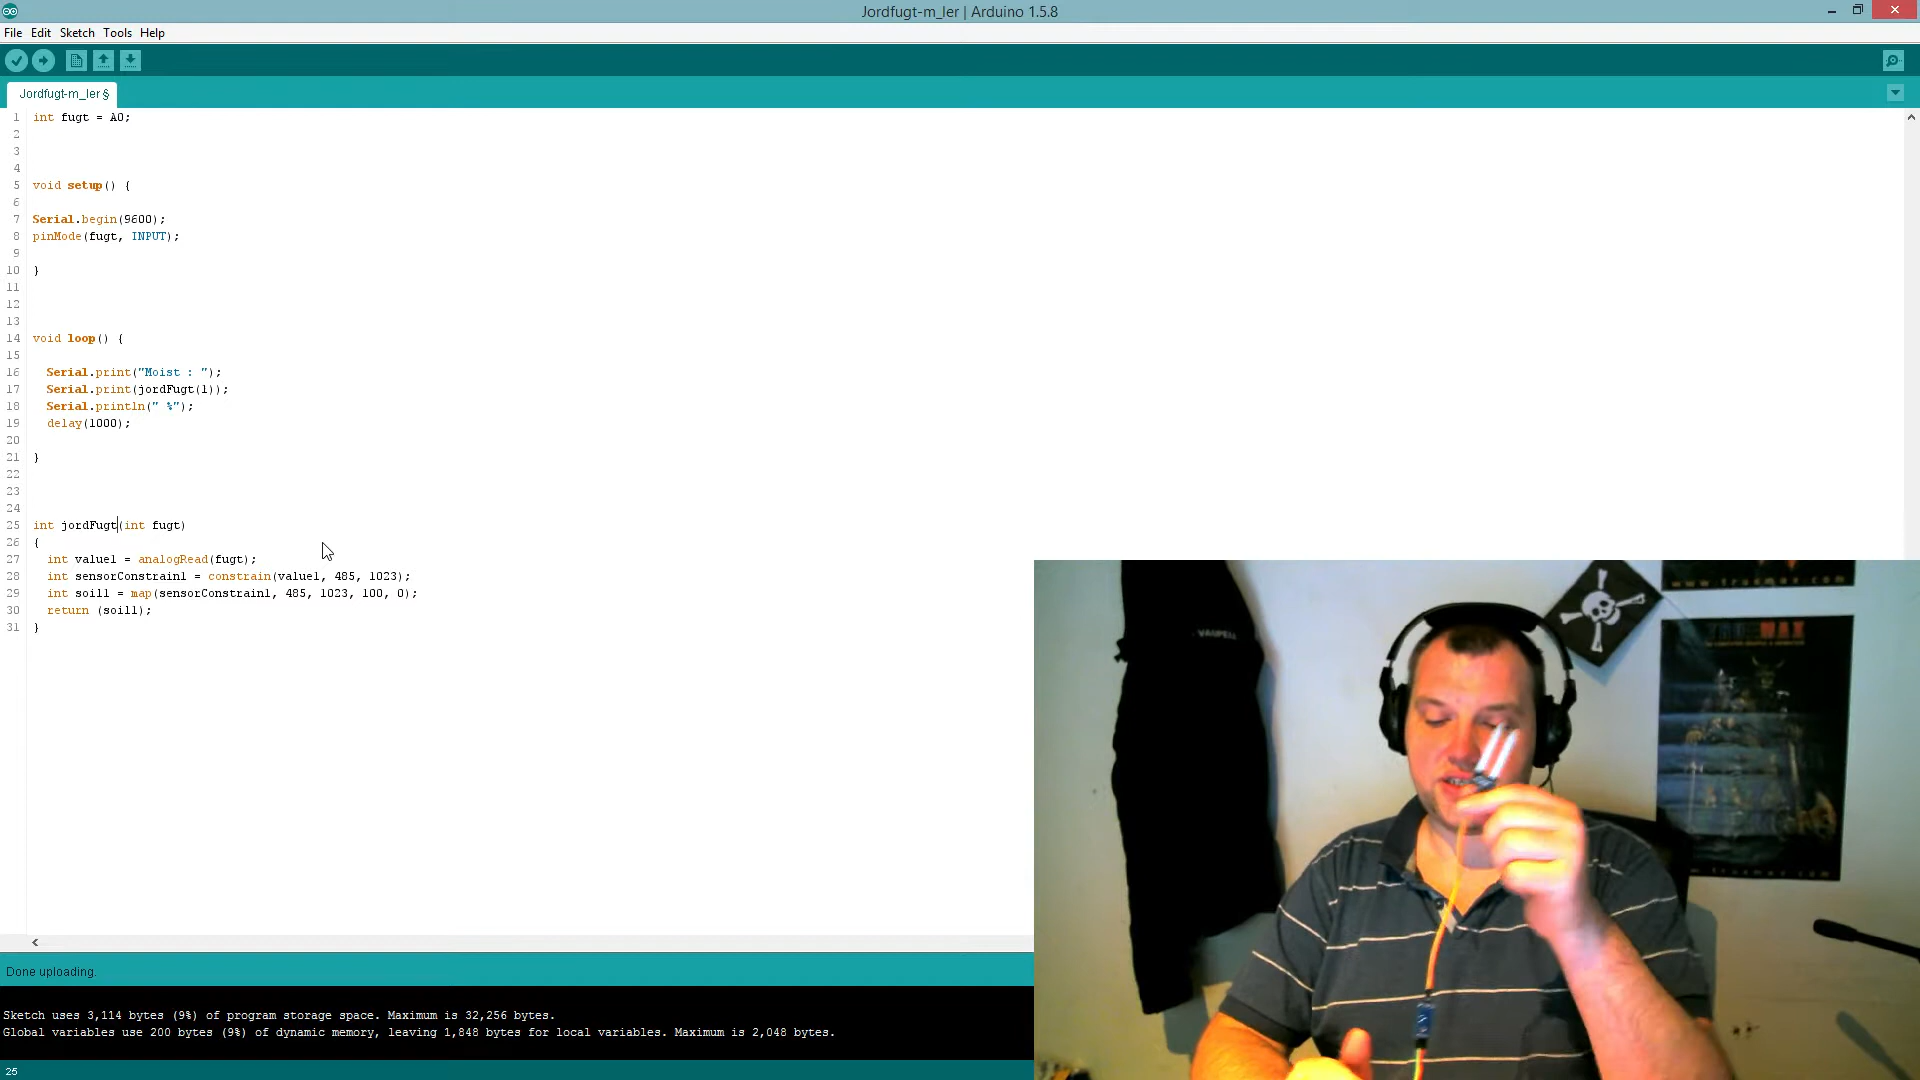 Jordfugt-m_ler | Arduino 1.5.8
File Edit Sketch Tools Help
Jordfugt-m_ler §
1 int fugt = A0;
2
3
4
5 void setup() {
6
7 Serial.begin(9600);
8 pinMode(fugt, INPUT);
9
10 }
11
12
13
14 void loop() {
15
16 Serial.print("Moist : ");
17 Serial.print(jordFugt(1));
18 Serial.println(" %");
19 delay(1000);
20
21 }
22
23
24
25 int jordFugt(int fugt)
26 {
27 int value1 = analogRead(fugt);
28 int sensorConstrain1 = constrain(value1, 485, 1023);
29 int soil1 = map(sensorConstrain1, 485, 1023, 100, 0);
30 return (soil1);
31 }
Done uploading.
Sketch uses 3,114 bytes (9%) of program storage space. Maximum is 32,256 bytes.
Global variables use 200 bytes (9%) of dynamic memory, leaving 1,848 bytes for local variables. Maximum is 2,048 bytes.
25
www.truemax.com
VAUPELL